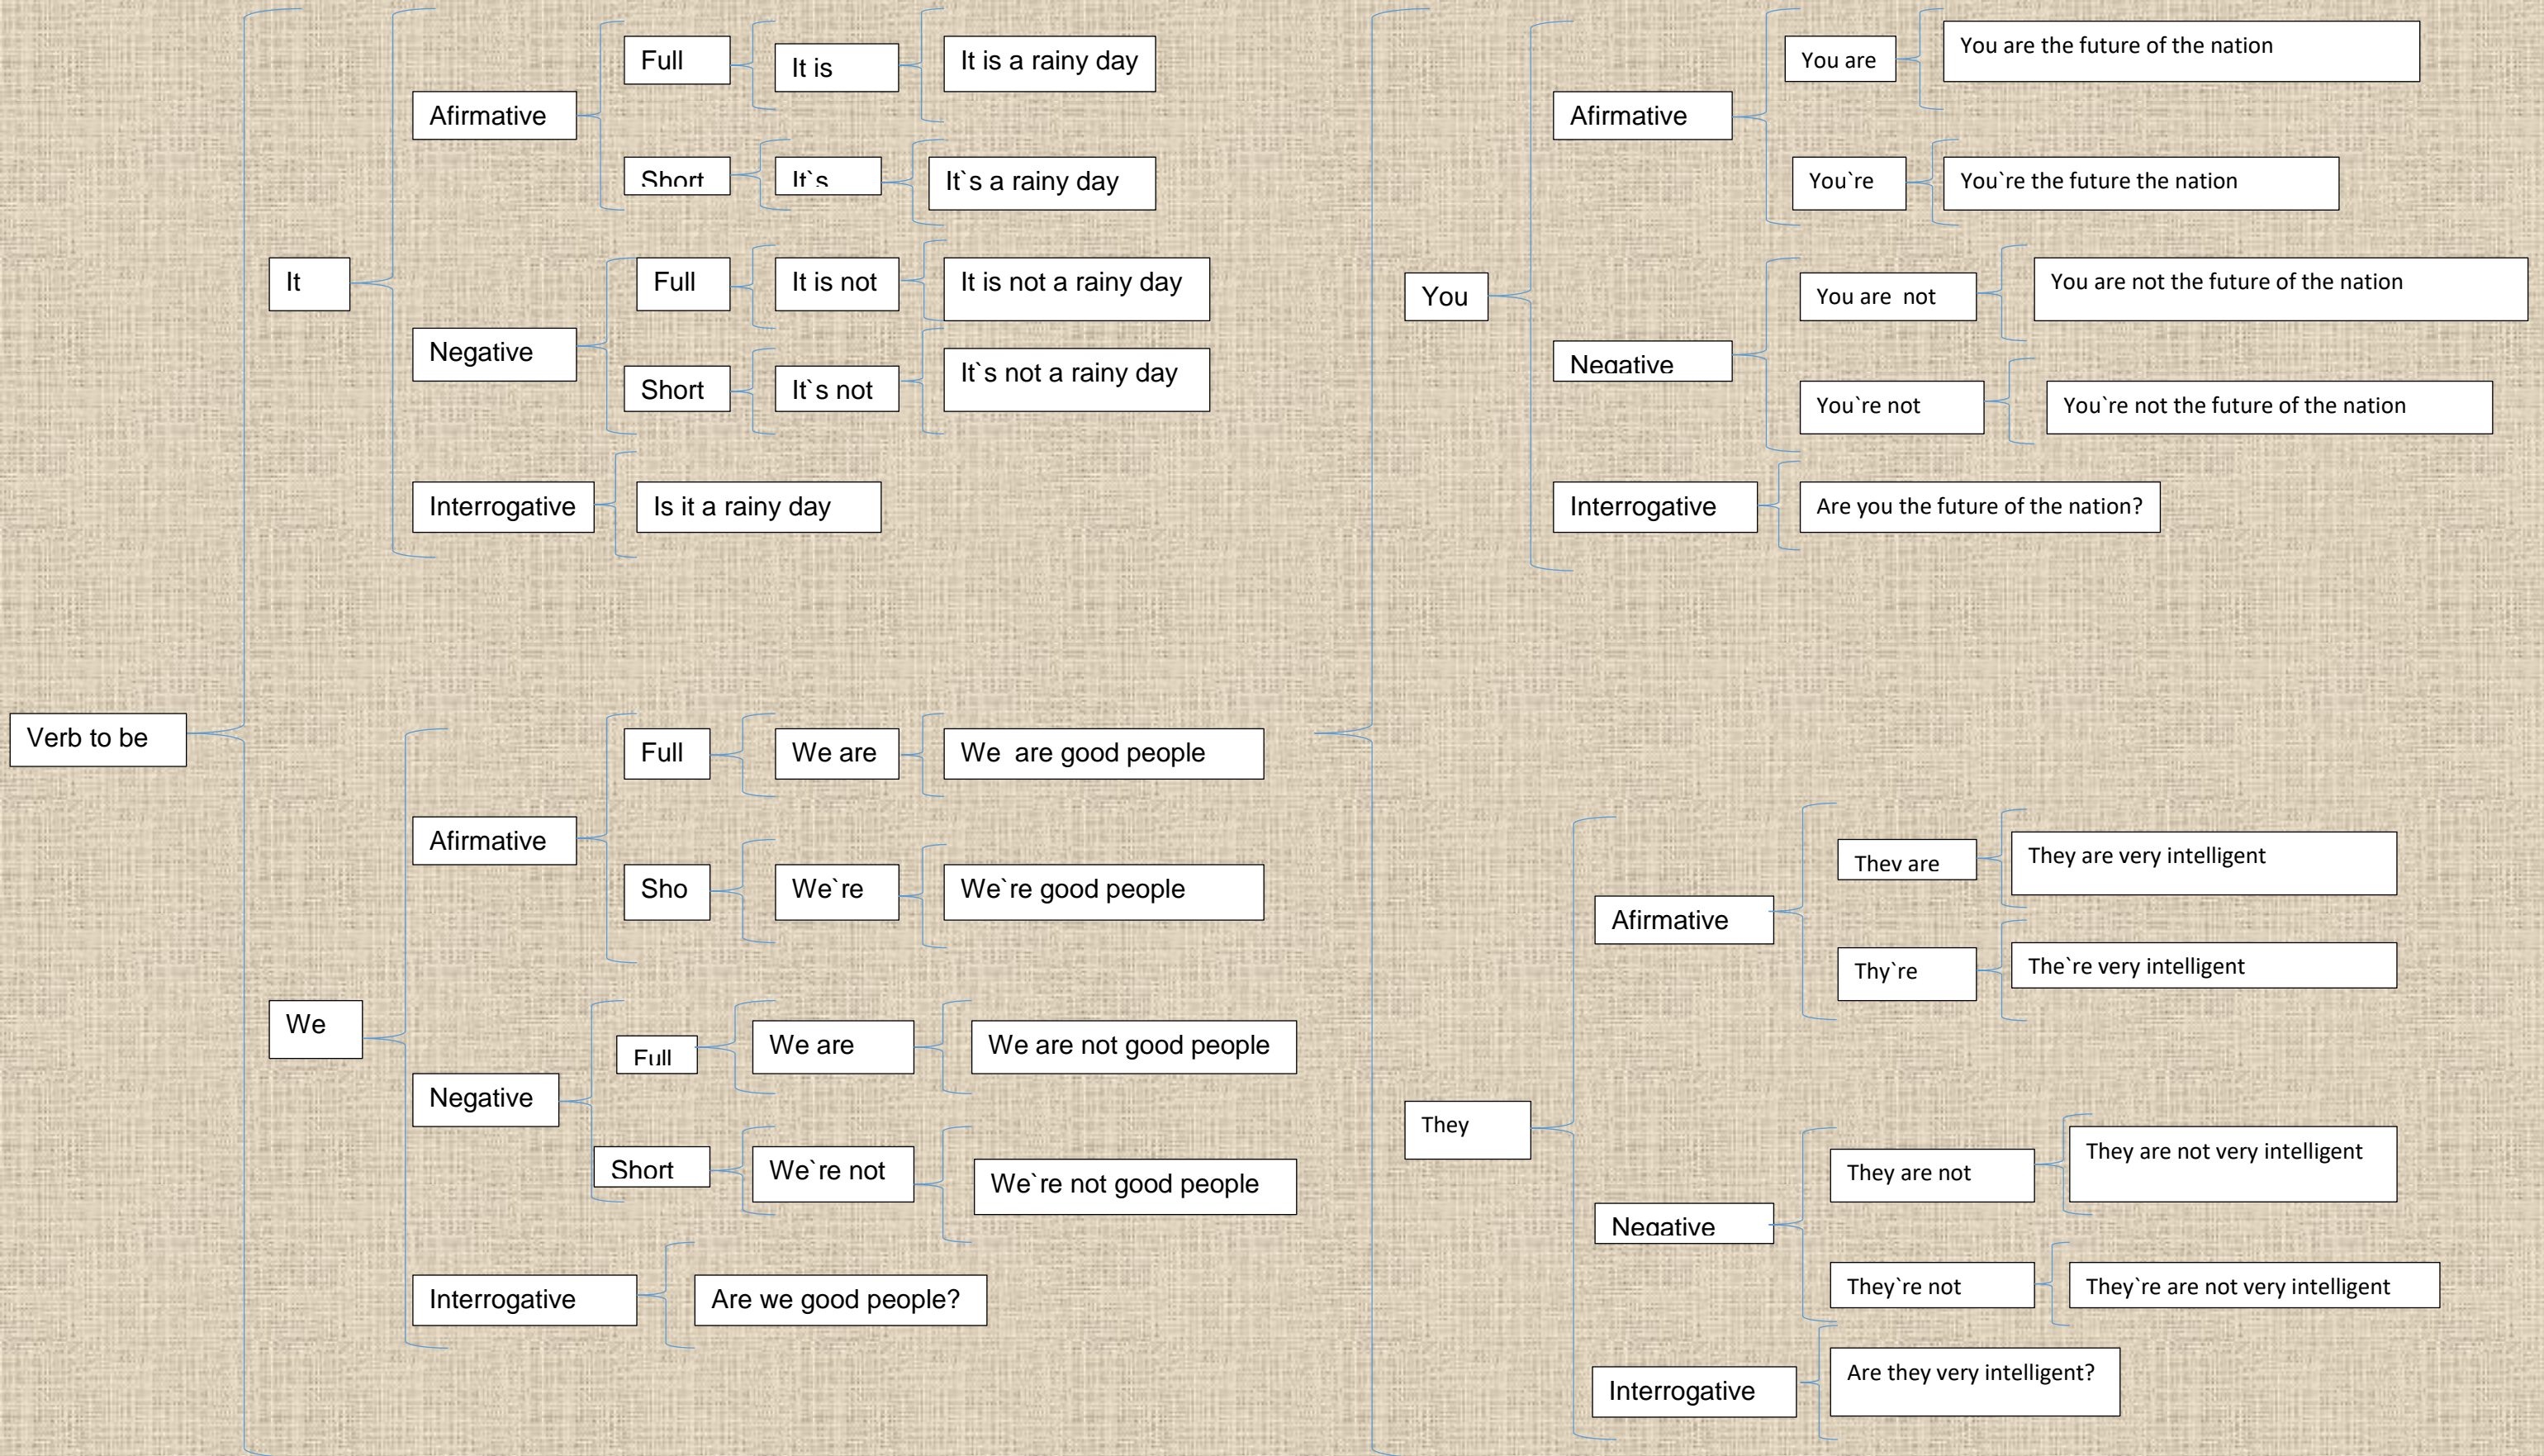 Verb to be
It
Afirmative
Full
It is
It is a rainy day
Short
It`s
It`s a rainy day
Negative
Full
It is not
It is not a rainy day
Short
It`s not
It`s not a rainy day
Interrogative
Is it a rainy day
We
Afirmative
Full
We are
We  are good people
Sho
We`re
We`re good people
Negative
Full
We are
We are not good people
Short
We`re not
We`re not good people
Interrogative
Are we good people?
You
Afirmative
You are
You are the future of the nation
You`re
You`re the future the nation
Negative
You are  not
You are not the future of the nation
You`re not
You`re not the future of the nation
Interrogative
Are you the future of the nation?
They
Afirmative
They are
They are very intelligent
Thy`re
The`re very intelligent
Negative
They are not
They are not very intelligent
They`re not
They`re are not very intelligent
Interrogative
Are they very intelligent?